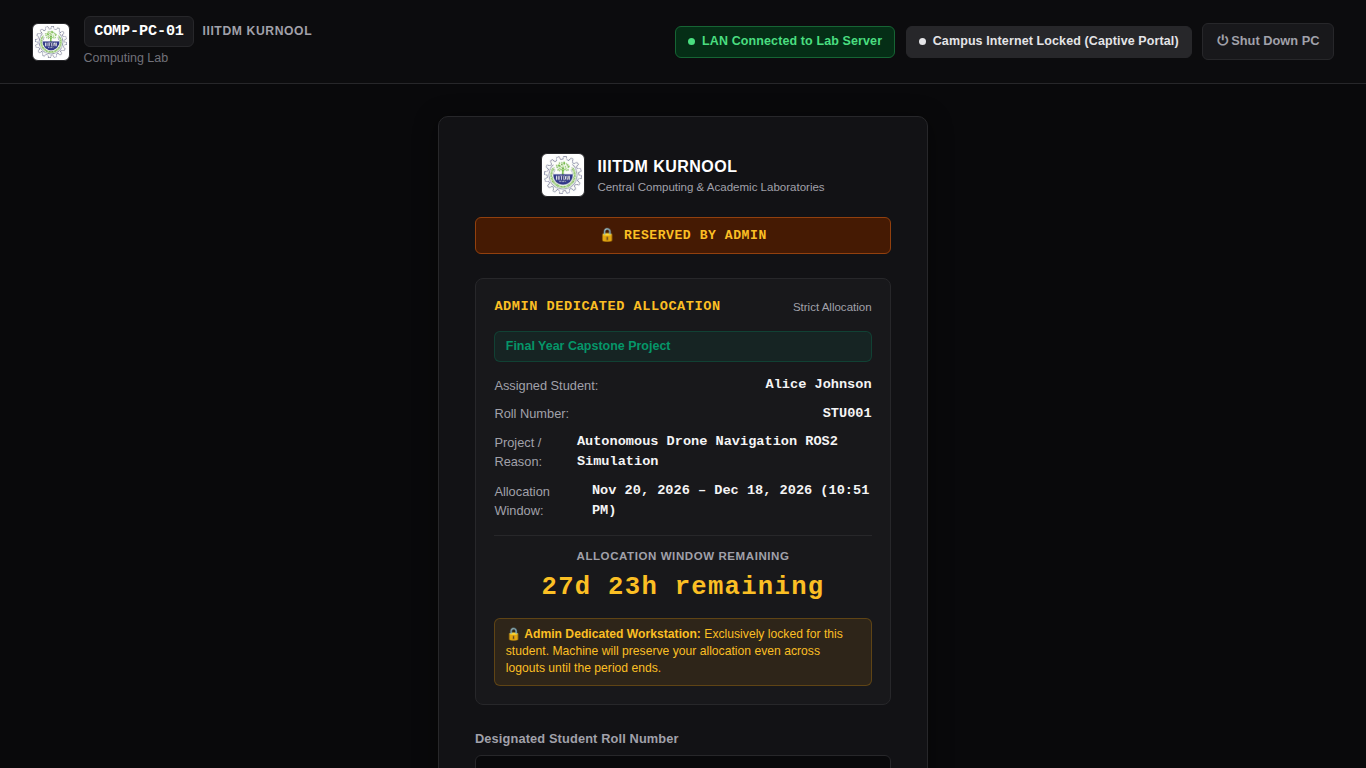 COMP-PC-01 IIITDM KURNOOL
Computing Lab
LAN Connected to Lab Server
Campus Internet Locked (Captive Portal)
Shut Down PC
IIITDM KURNOOL
Central Computing & Academic Laboratories
🔒 RESERVED BY ADMIN
ADMIN DEDICATED ALLOCATION
Strict Allocation
Final Year Capstone Project
Assigned Student: Alice Johnson
Roll Number: STU001
Project / Reason: Autonomous Drone Navigation ROS2
Simulation
Allocation Window: Nov 20, 2026 – Dec 18, 2026 (10:51
PM)
ALLOCATION WINDOW REMAINING
27d 23h remaining
🔒 Admin Dedicated Workstation: Exclusively locked for this
student. Machine will preserve your allocation even across
logouts until the period ends.
Designated Student Roll Number